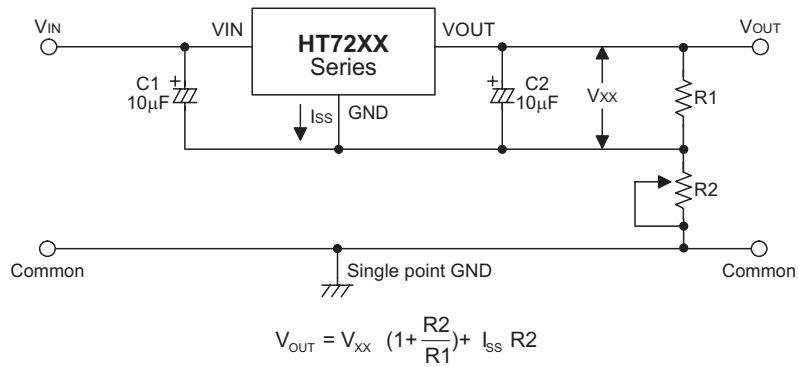 VIN
VIN
HT72XX
Series
VOUT
VOUT
C1
10μF
+
ISS
GND
+
C2
10μF
VXX
R1
R2
Common
Single point GND
Common
VOUT = VXX (1+R2/R1)+ ISS R2